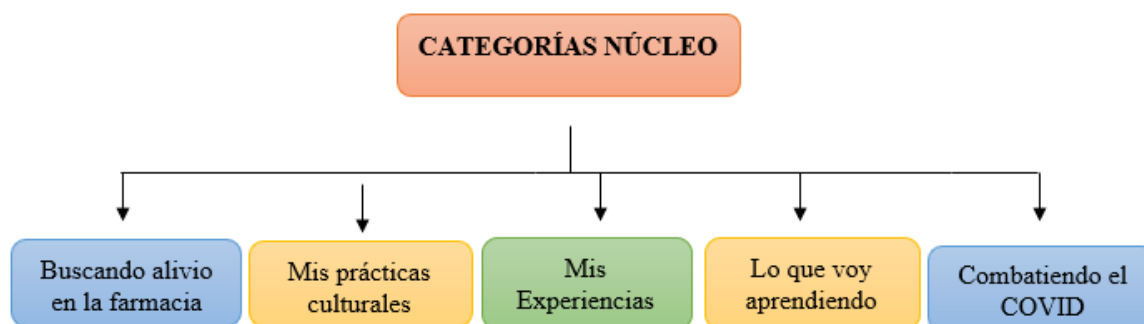 CATEGORÍAS NÚCLEO
Buscando alivio
en la farmacia
Mis prácticas
culturales
Mis
Experiencias
Lo que voy
aprendiendo
Combatiendo el
COVID